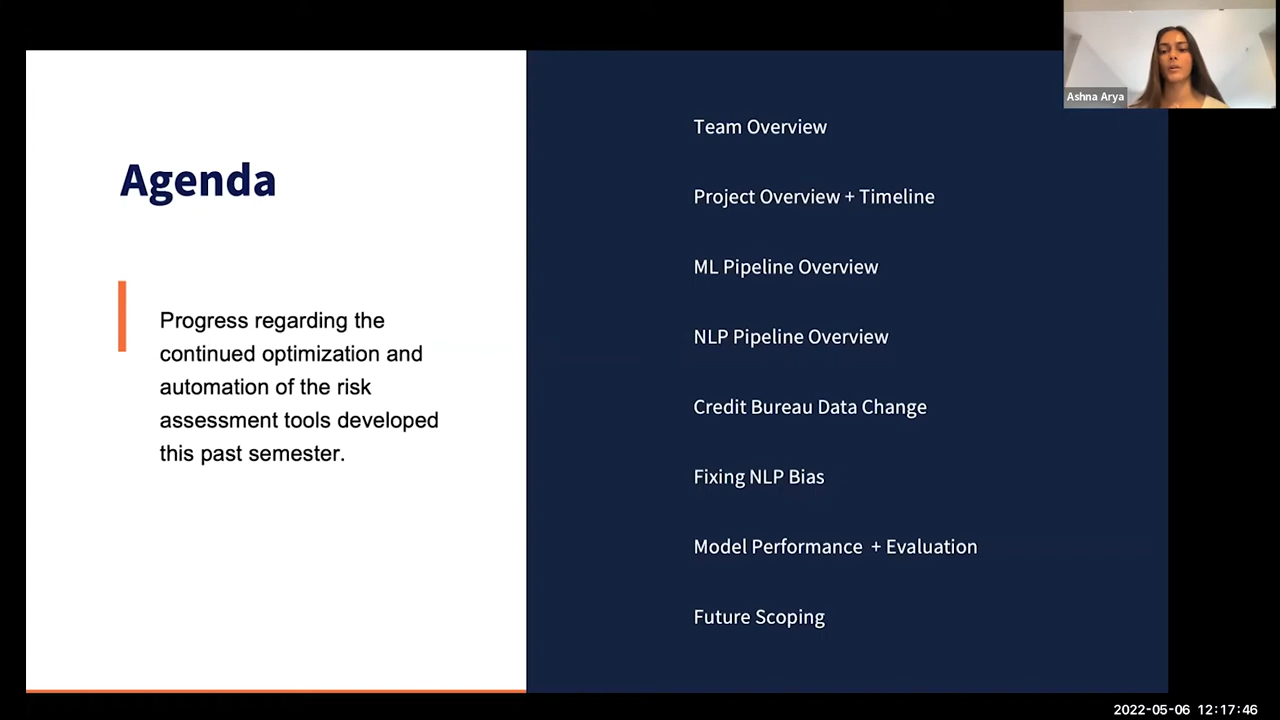 Agenda
Progress regarding the
continued optimization and
automation of the risk
assessment tools developed
this past semester.
Team Overview
Project Overview + Timeline
ML Pipeline Overview
NLP Pipeline Overview
Credit Bureau Data Change
Fixing NLP Bias
Model Performance + Evaluation
Future Scoping
Ashna Arya
2022-05-06 12:17:46